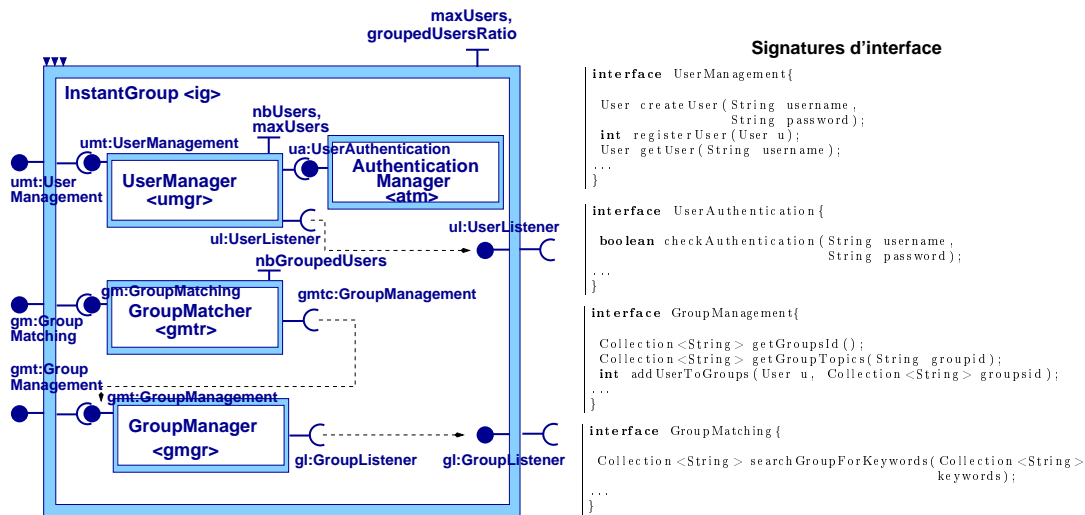 maxUsers,
groupedUsersRatio
InstantGroup <ig>
nbUsers,
maxUsers
umt:UserManagement
ua:UserAuthentication
umt:User
Management
UserManager
<umgr>
Authentication
Manager
<atm>
ul:UserListener
ul:UserListener
nbGroupedUsers
gm:GroupMatching
gmtc:GroupManagement
gm:Group
Matching
GroupMatcher
<gmtr>
gmt:Group
Management
gmt:GroupManagement
GroupManager
<gmgr>
gl:GroupListener
gl:GroupListener
Signatures d'interface
interface UserManagement{
User createUser(String username,
String password);
int registerUser(User u);
User getUser(String username);
...
}
interface UserAuthentication{
boolean checkAuthentication(String username,
String password);
...
}
interface GroupManagement{
Collection<String> getGroupsId();
Collection<String> getGroupTopics(String groupid);
int addUserToGroups(User u, Collection<String> groupsid);
...
}
interface GroupMatching{
Collection<String> searchGroupForKeywords(Collection<String>
keywords);
...
}